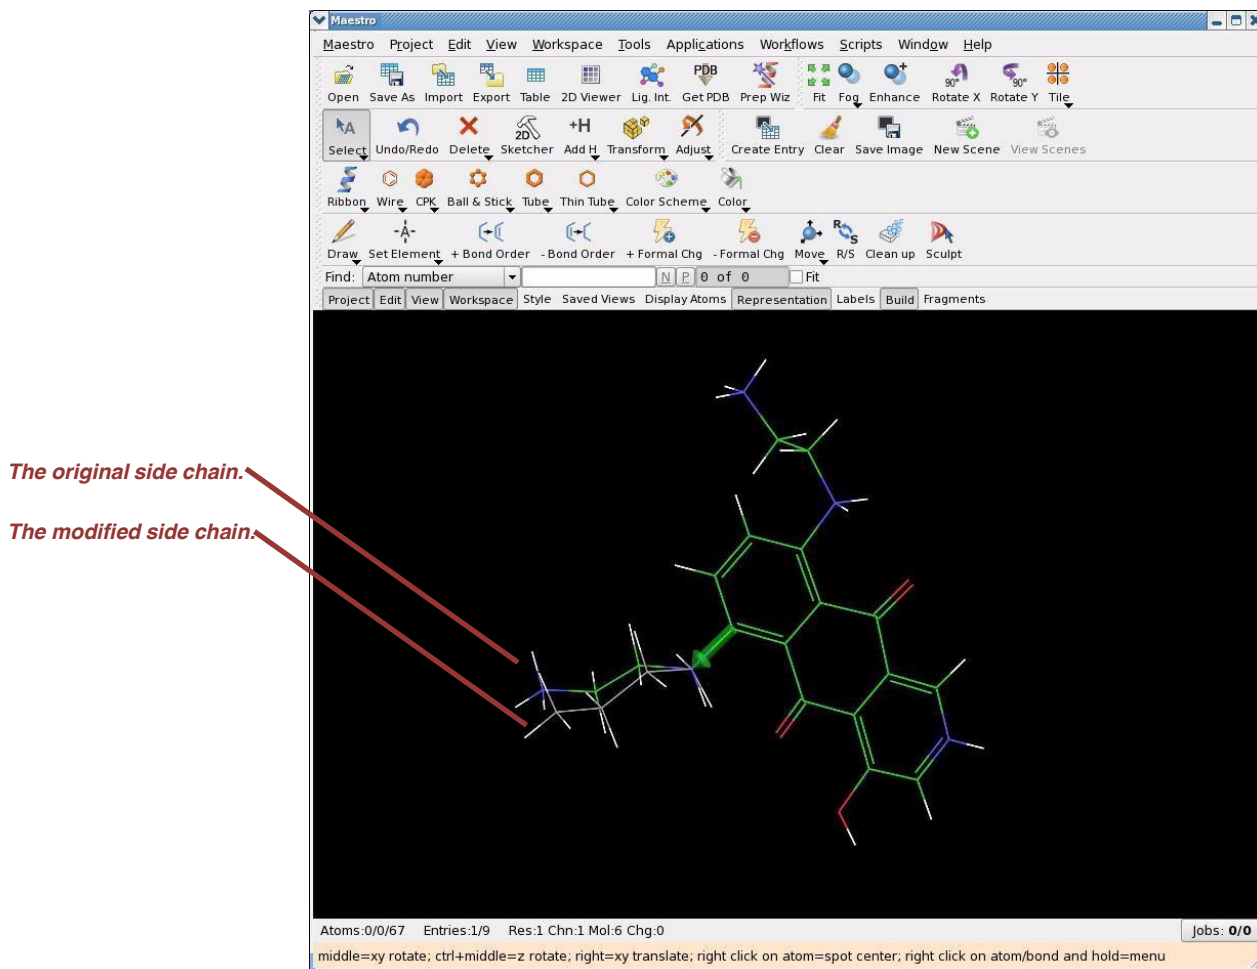 Maestro
Maestro Project Edit View Workspace Tools Applications Workflows Scripts Window Help
PDB 90° 90°
Open Save As Import Export Table 2D Viewer Lig. Int. Get PDB Prep Wiz Fit Fog Enhance Rotate X Rotate Y Tile
A 2D +H
Select Undo/Redo Delete Sketcher Add H Transform Adjust Create Entry Clear Save Image New Scene View Scenes
Ribbon Wire CPK Ball & Stick Tube Thin Tube Color Scheme Color
-A- R S
Draw Set Element + Bond Order - Bond Order + Formal Chg - Formal Chg Move R/S Clean up Sculpt
Find: Atom number N P 0 of 0 Fit
Project Edit View Workspace Style Saved Views Display Atoms Representation Labels Build Fragments
The original side chain.
The modified side chain.
Atoms:0/0/67 Entries:1/9 Res:1 Chn:1 Mol:6 Chg:0 Jobs: 0/0
middle=xy rotate; ctrl+middle=z rotate; right=xy translate; right click on atom=spot center; right click on atom/bond and hold=menu